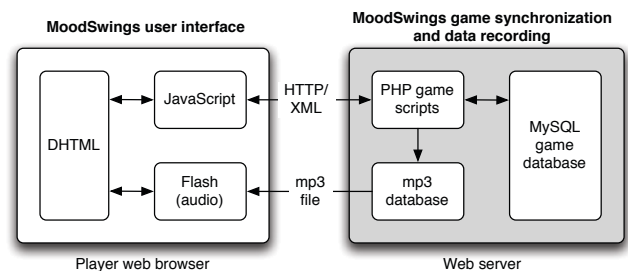 MoodSwings user interface
MoodSwings game synchronization
and data recording
DHTML
JavaScript
Flash
(audio)
HTTP/
XML
mp3
file
PHP game
scripts
mp3
database
MySQL
game
database
Player web browser
Web server